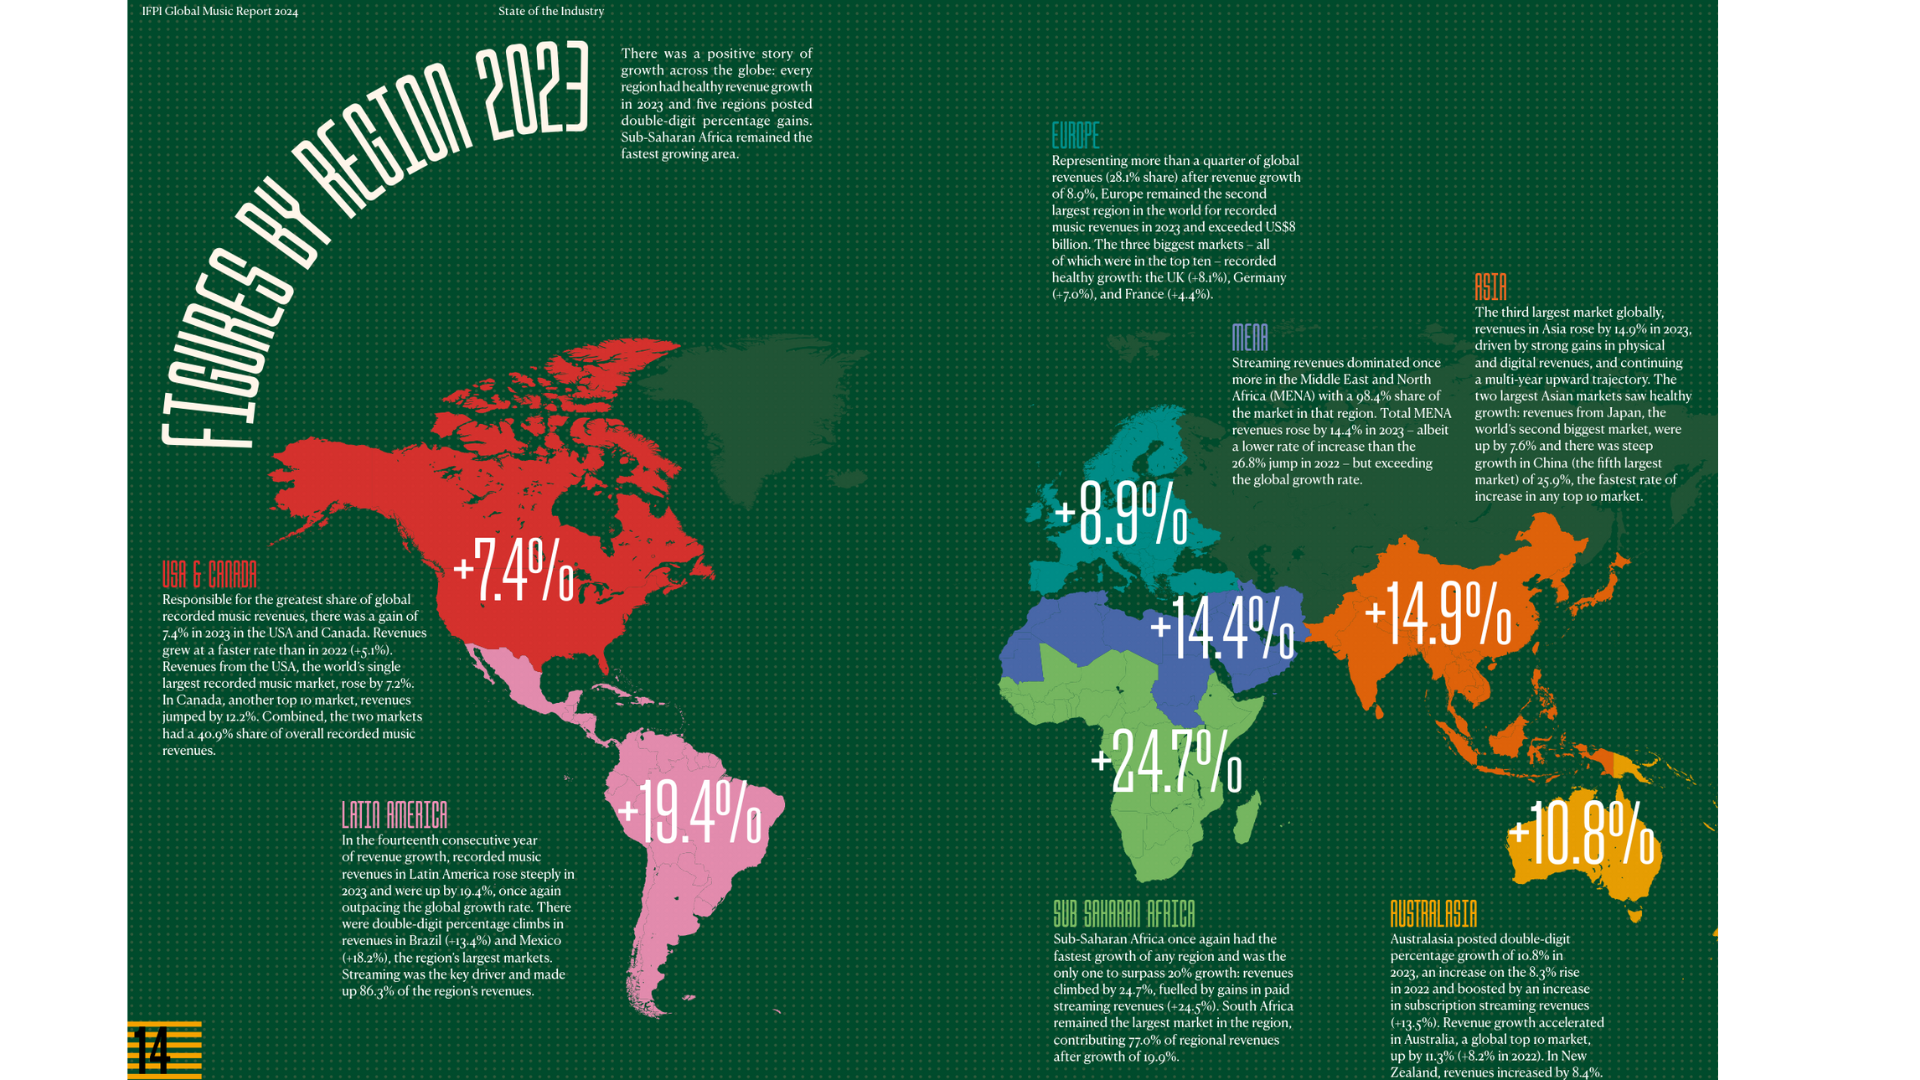 IFPI Global Music Report 2024
State of the Industry
FIGURES BY REGION 2023
There was a positive story of
growth across the globe: every
region had healthy revenue growth
in 2023 and five regions posted
double-digit percentage gains.
Sub-Saharan Africa remained the
fastest growing area.
EUROPE
Representing more than a quarter of global
revenues (28.1% share) after revenue growth
of 8.9%, Europe remained the second
largest region in the world for recorded
music revenues in 2023 and exceeded US$8
billion. The three biggest markets – all
of which were in the top ten – recorded
healthy growth: the UK (+8.1%), Germany
(+7.0%), and France (+4.4%).
MENA
Streaming revenues dominated once
more in the Middle East and North
Africa (MENA) with a 98.4% share of
the market in that region. Total MENA
revenues rose by 14.4% in 2023 – albeit
a lower rate of increase than the
26.8% jump in 2022 – but exceeding
the global growth rate.
ASIA
The third largest market globally,
revenues in Asia rose by 14.9% in 2023,
driven by strong gains in physical
and digital revenues, and continuing
a multi-year upward trajectory. The
two largest Asian markets saw healthy
growth: revenues from Japan, the
world's second biggest market, were
up by 7.6% and there was steep
growth in China (the fifth largest
market) of 25.9%, the fastest rate of
increase in any top 10 market.
+7.4%
+8.9%
+14.4%
+14.9%
+24.7%
+19.4%
+10.8%
USA & CANADA
Responsible for the greatest share of global
recorded music revenues, there was a gain of
7.4% in 2023 in the USA and Canada. Revenues
grew at a faster rate than in 2022 (+5.1%).
Revenues from the USA, the world's single
largest recorded music market, rose by 7.2%.
In Canada, another top 10 market, revenues
jumped by 12.2%. Combined, the two markets
had a 40.9% share of overall recorded music
revenues.
LATIN AMERICA
In the fourteenth consecutive year
of revenue growth, recorded music
revenues in Latin America rose steeply in
2023 and were up by 19.4%, once again
outpacing the global growth rate. There
were double-digit percentage climbs in
revenues in Brazil (+13.4%) and Mexico
(+18.2%), the region's largest markets.
Streaming was the key driver and made
up 86.3% of the region's revenues.
SUB SAHARAN AFRICA
Sub-Saharan Africa once again had the
fastest growth of any region and was the
only one to surpass 20% growth: revenues
climbed by 24.7%, fuelled by gains in paid
streaming revenues (+24.5%). South Africa
remained the largest market in the region,
contributing 77.0% of regional revenues
after growth of 19.9%.
AUSTRALASIA
Australasia posted double-digit
percentage growth of 10.8% in
2023, an increase on the 8.3% rise
in 2022 and boosted by an increase
in subscription streaming revenues
(+13.5%). Revenue growth accelerated
in Australia, a global top 10 market,
up by 11.3% (+8.2% in 2022). In New
Zealand, revenues increased by 8.4%.
14